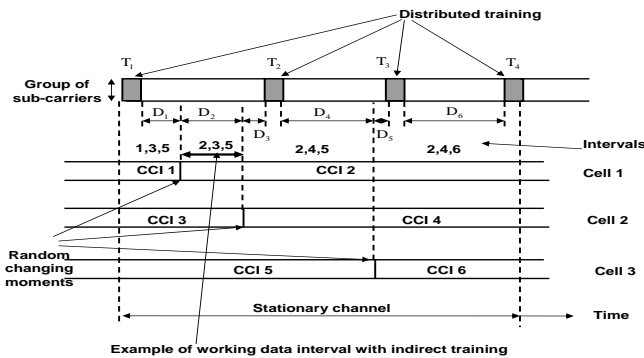 Distributed training
T1 T2 T3 T4
Group of
sub-carriers
D1 D2 D3 D4 D5 D6
1,3,5 2,3,5 2,4,5 2,4,6 Intervals
CCI 1 CCI 2 Cell 1
CCI 3 CCI 4 Cell 2
Random
changing
moments
CCI 5 CCI 6 Cell 3
Stationary channel Time
Example of working data interval with indirect training